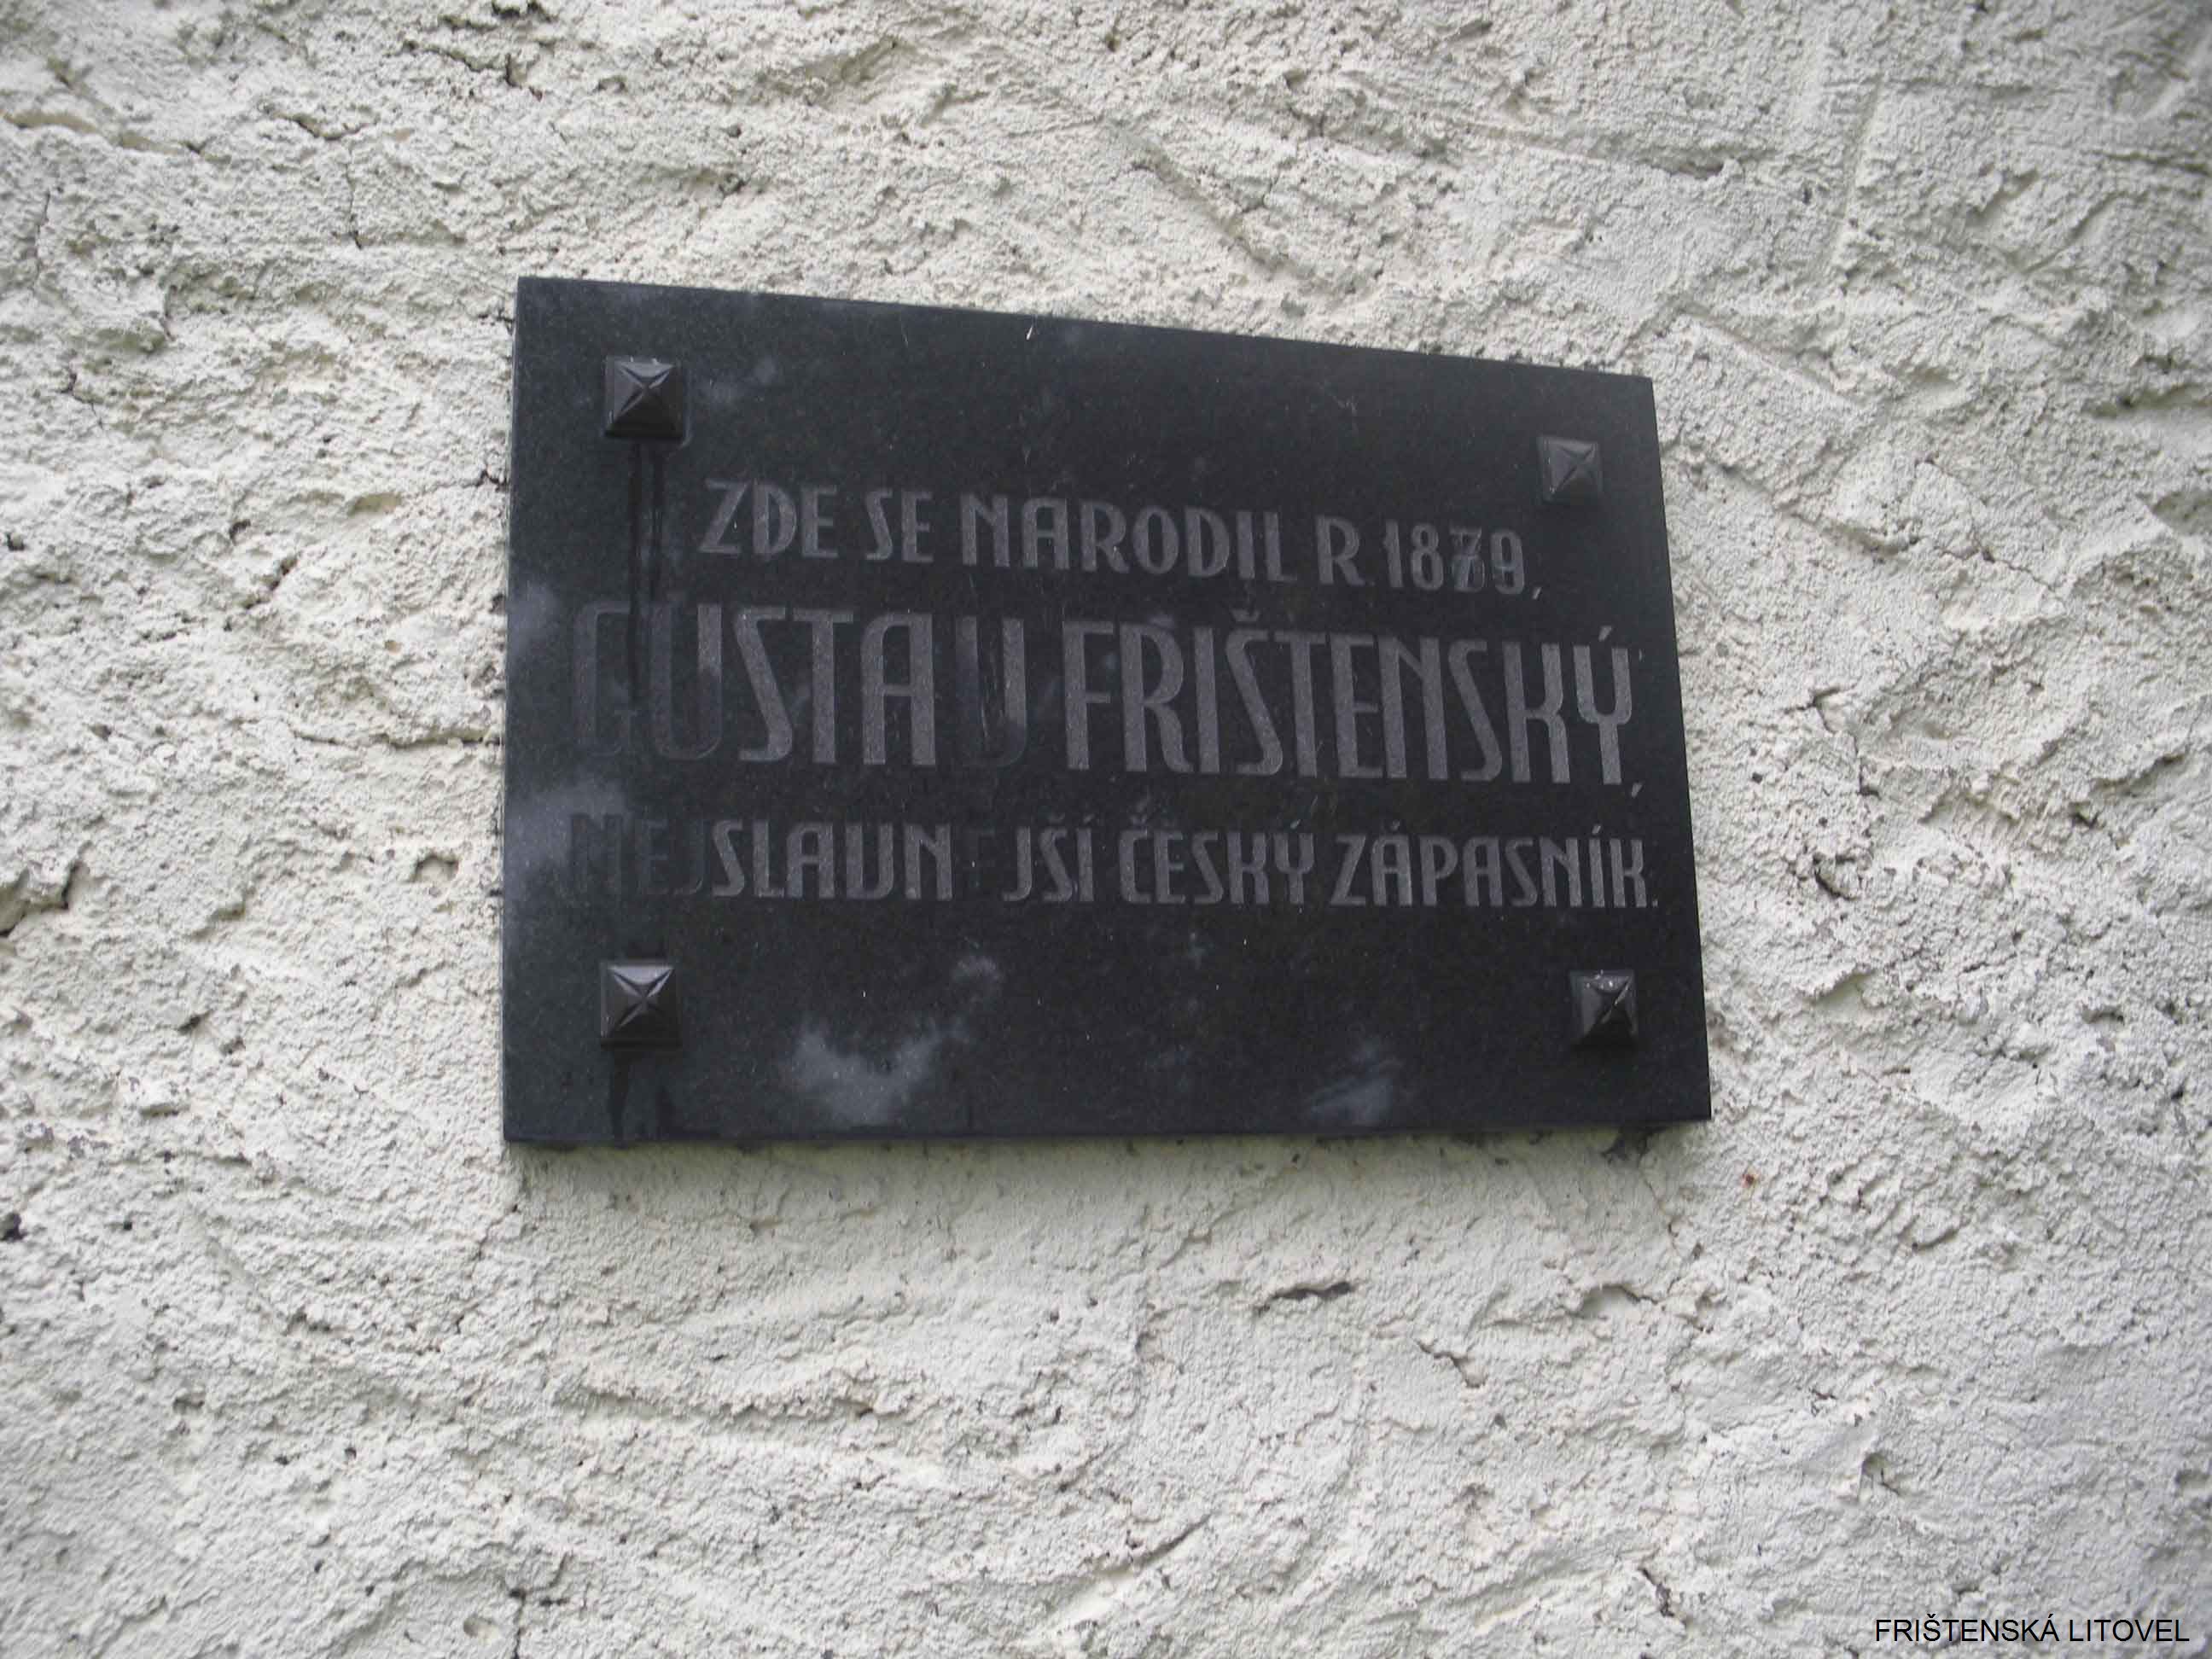 ZDE SE NARODIL R. 1879,
GUSTAV FRIŠTENSKÝ,
NEJSLAVNĚJŠÍ ČESKÝ ZÁPASNÍK.
FRIŠTENSKÁ LITOVEL